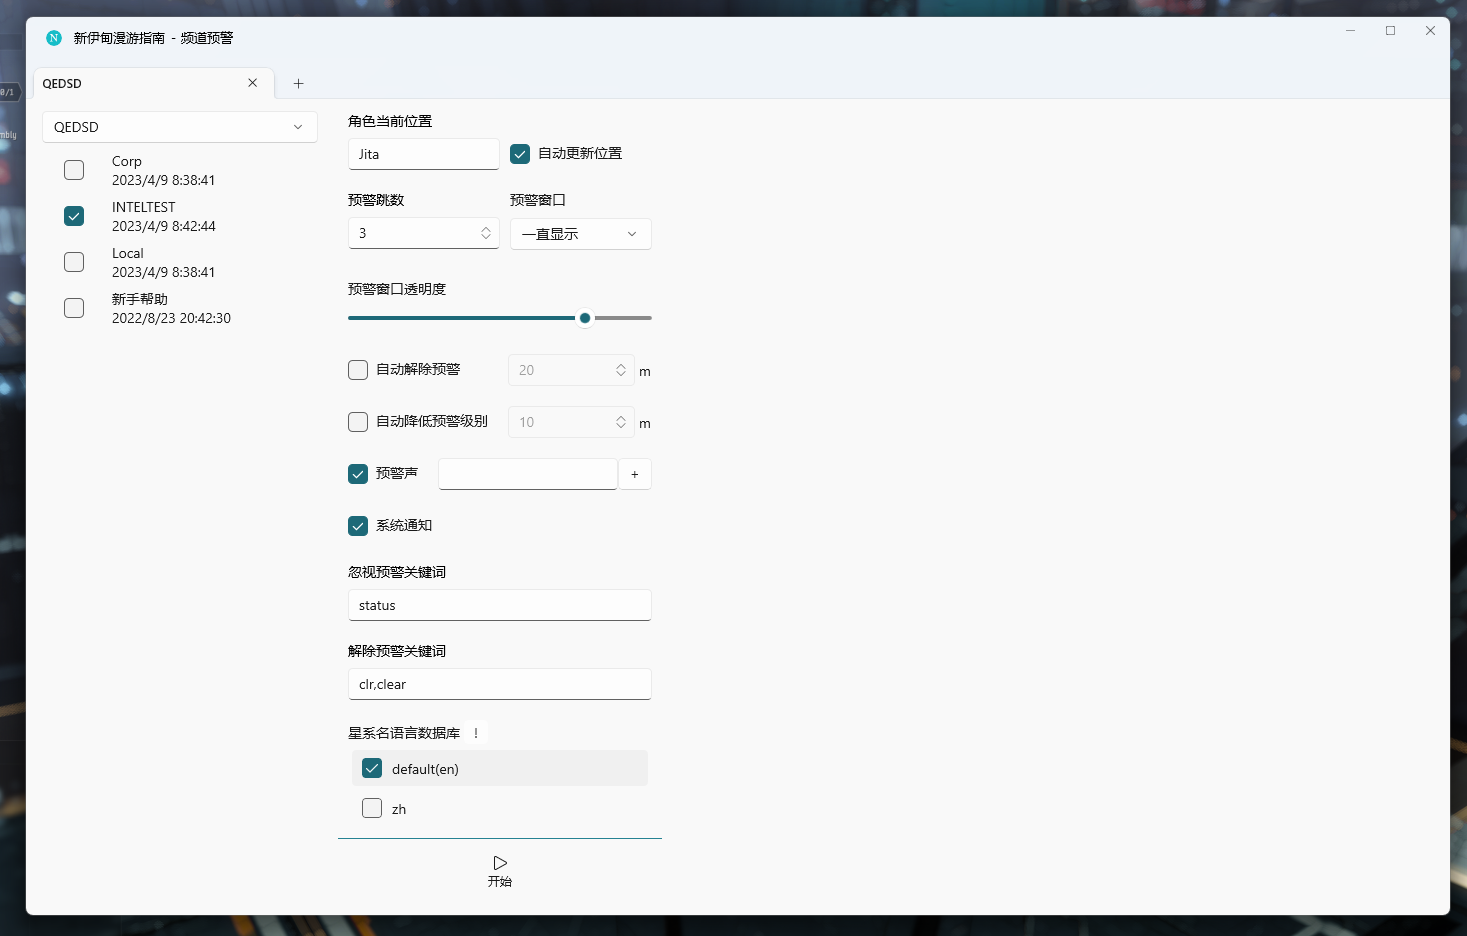 新伊甸漫游指南 - 频道预警
QEDSD
QEDSD
Corp
2023/4/9 8:38:41
INTELTEST
2023/4/9 8:42:44
Local
2023/4/9 8:38:41
新手帮助
2022/8/23 20:42:30
角色当前位置
Jita
自动更新位置
预警跳数
预警窗口
3
一直显示
预警窗口透明度
自动解除预警
20
m
自动降低预警级别
10
m
预警声
+
系统通知
忽视预警关键词
status
解除预警关键词
clr,clear
星系名语言数据库 !
default(en)
zh
开始
0/1
mbly